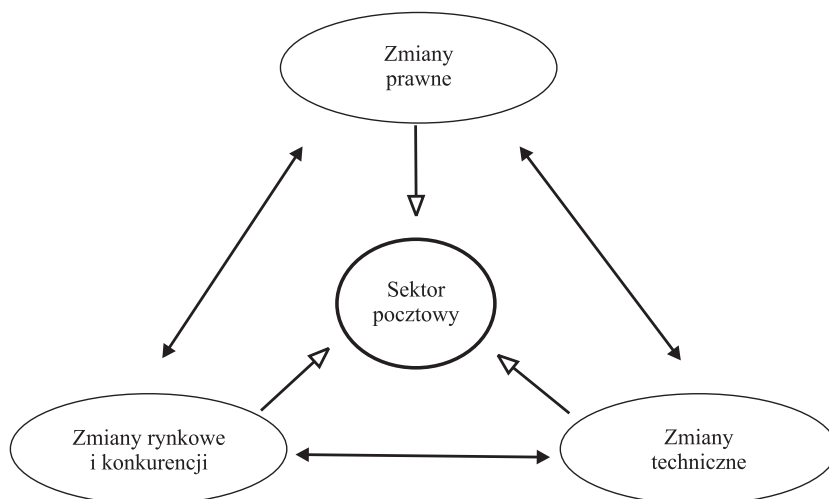 Zmiany
prawne
Sektor
pocztowy
Zmiany rynkowe
i konkurencji
Zmiany
techniczne